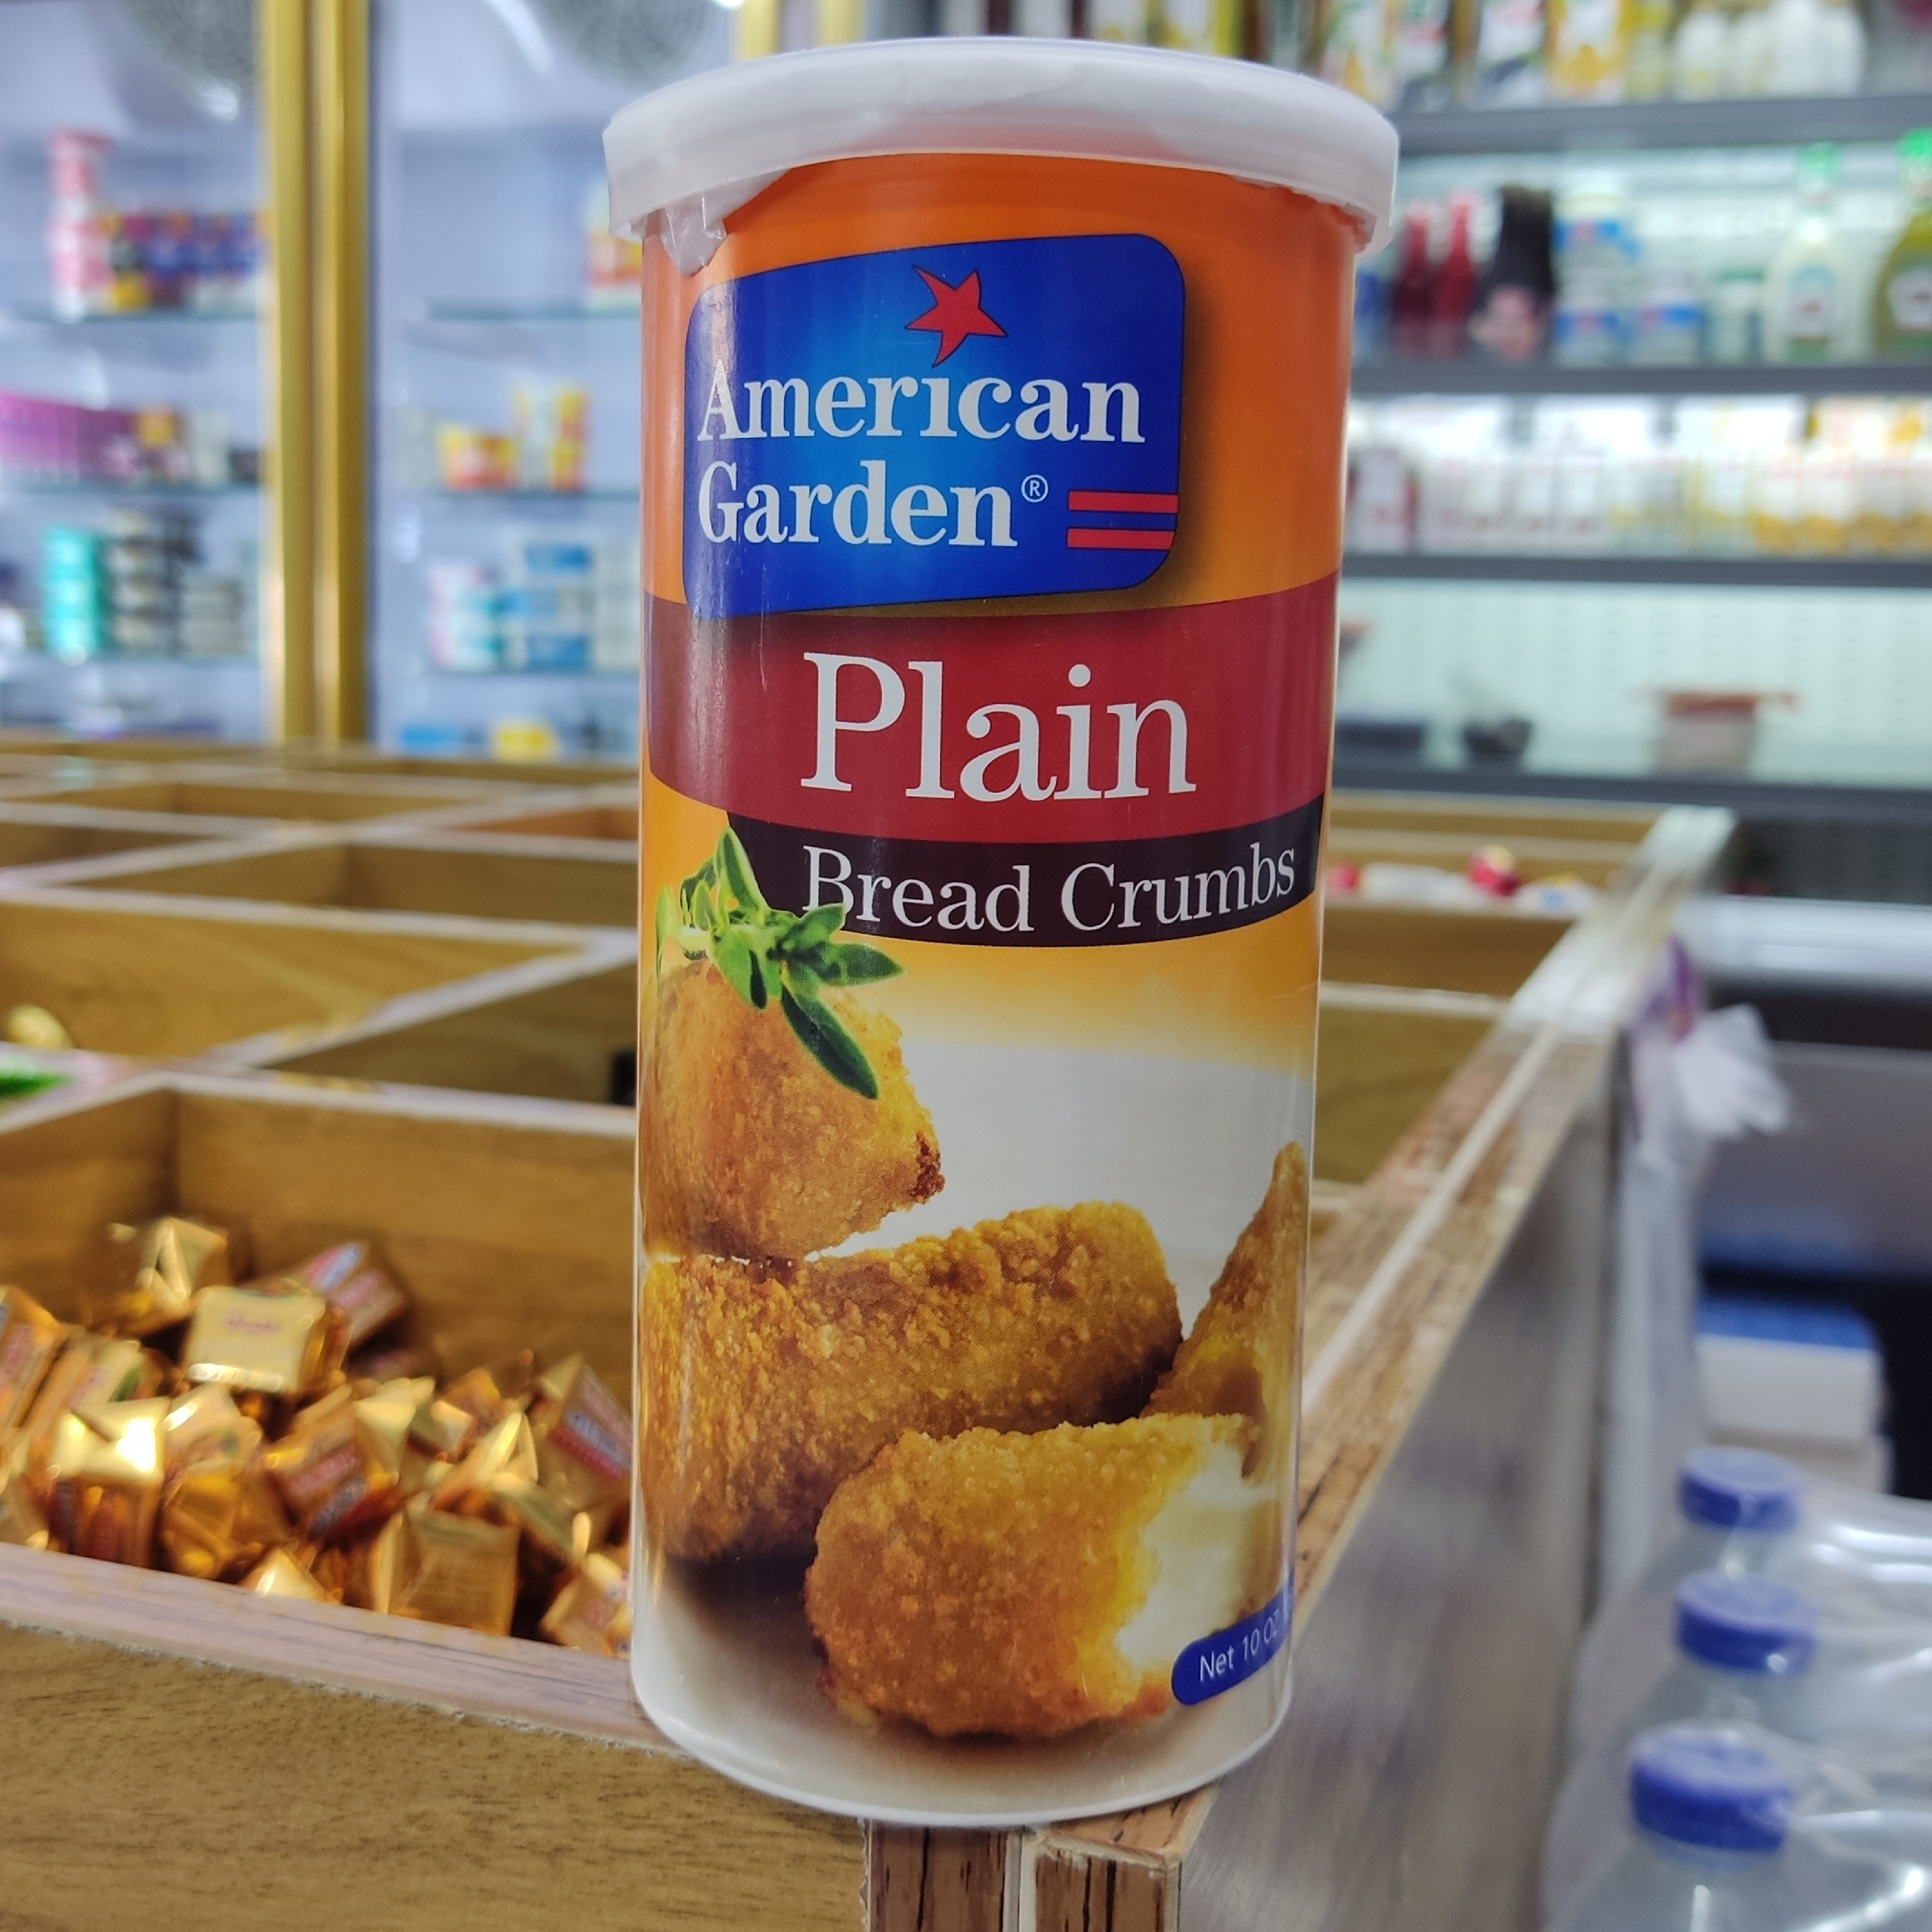 American
Garden®
Plain
Bread Crumbs
Net 10 OZ